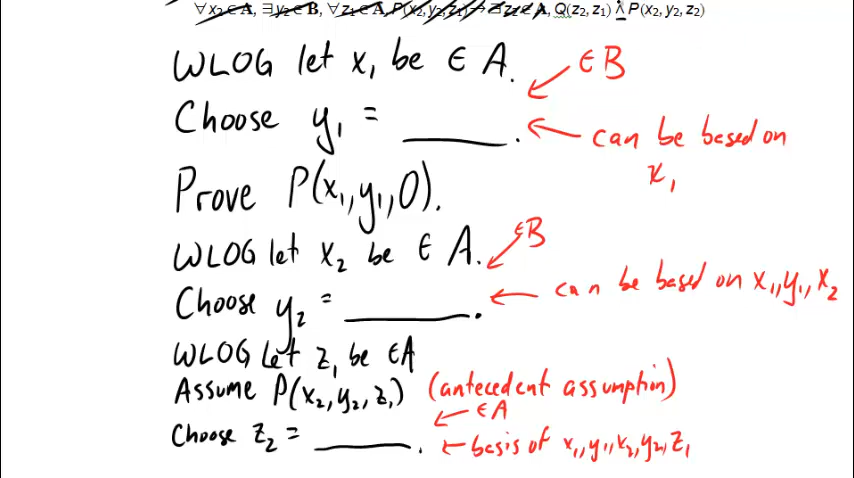 ∀x₂∈A, ∃y₂∈B, ∀z₁∈A, P(x₂,y₂,z₁)→∃z₂∈A, Q(z₂,z₁) ∧ P(x₂,y₂,z₂)
WLOG let x₁ be ∈ A.
∈ B
Choose y₁ = ______.
can be based on
x₁
Prove P(x₁,y₁,0).
WLOG let x₂ be ∈ A.
∈B
Choose y₂ = ______.
can be based on x₁,y₁,x₂
WLOG Let z₁ be ∈A
Assume P(x₂,y₂,z₁) (antecedent assumption)
∈A
Choose z₂ = ______.
basis of x₁,y₁,x₂,y₂,z₁